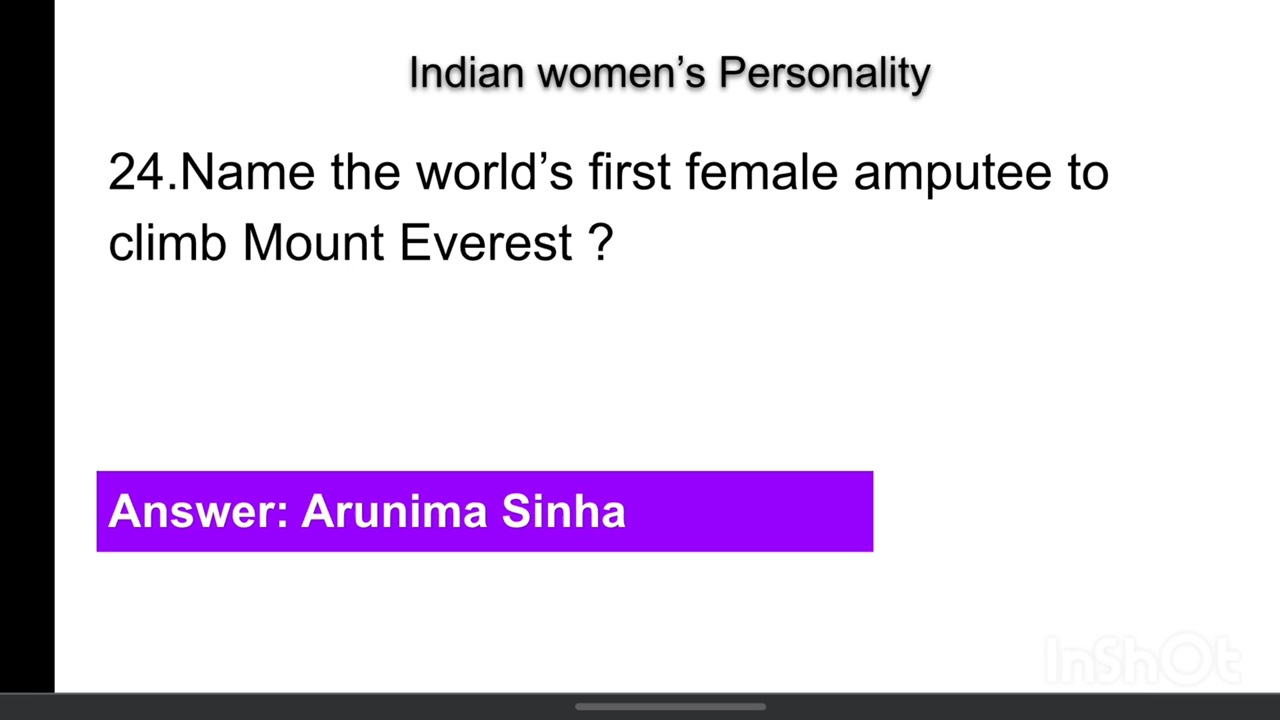 Indian women’s Personality
24.Name the world’s first female amputee to
climb Mount Everest ?
Answer: Arunima Sinha
InShOt